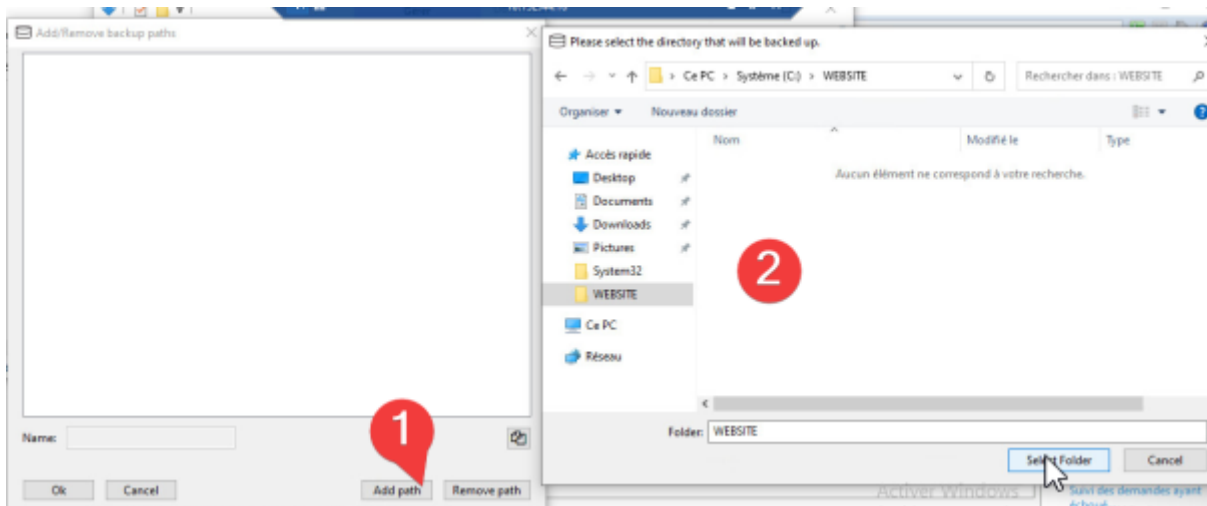 Add/Remove backup paths
Name:
1
Ok
Cancel
Add path
Remove path
Please select the directory that will be backed up.
Ce PC > Système (C:) > WEBSITE
Rechercher dans : WEBSITE
Organiser
Nouveau dossier
Nom
Modifié le
Type
Aucun élément ne correspond à votre recherche.
Accès rapide
Desktop
Documents
Downloads
Pictures
System32
WEBSITE
Ce PC
Réseau
2
Folder: WEBSITE
Select Folder
Cancel
Activer Windows
Suivi des demandes ayant
échoué